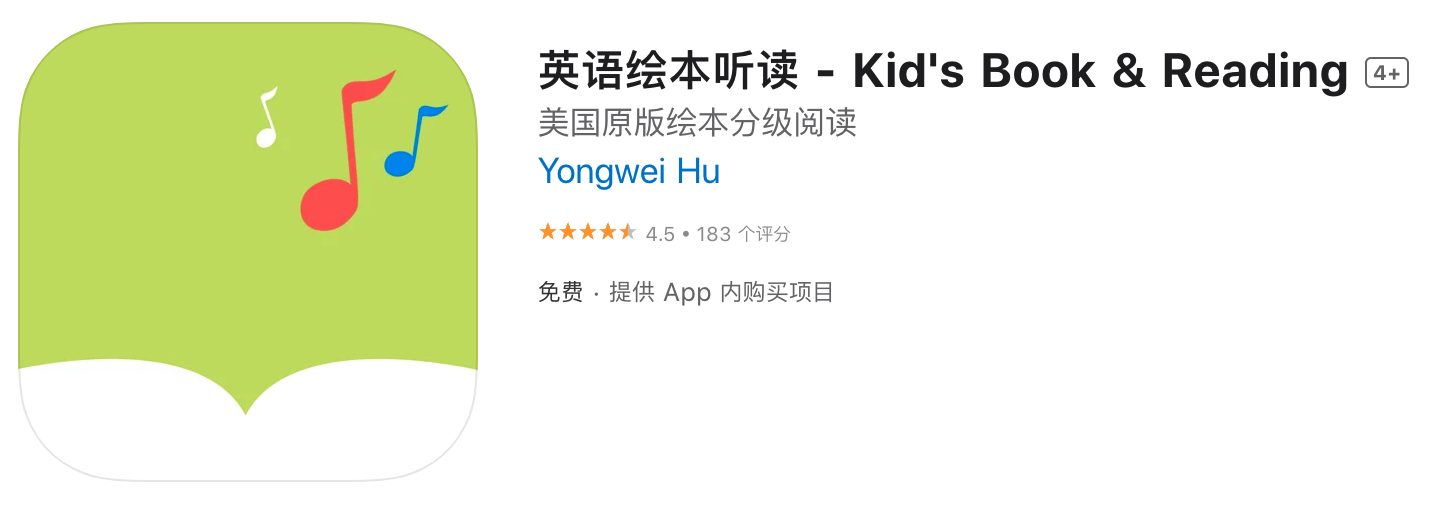 英语绘本听读 - Kid's Book & Reading 4+
美国原版绘本分级阅读
Yongwei Hu
★★★★⯪ 4.5 • 183 个评分
免费 · 提供 App 内购买项目